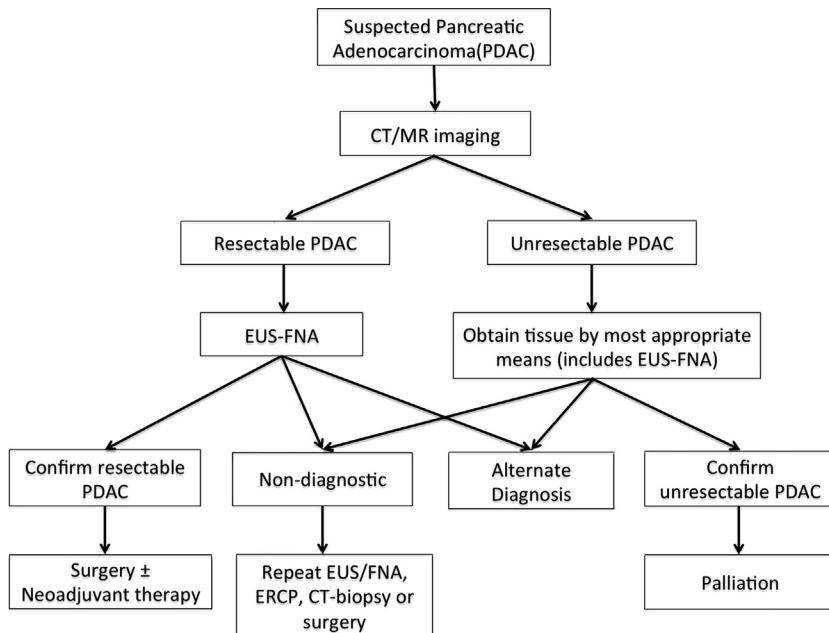 Suspected Pancreatic
Adenocarcinoma(PDAC)
CT/MR imaging
Resectable PDAC
Unresectable PDAC
EUS-FNA
Obtain tissue by most appropriate
means (includes EUS-FNA)
Confirm resectable
PDAC
Non-diagnostic
Alternate
Diagnosis
Confirm
unresectable PDAC
Surgery ±
Neoadjuvant therapy
Repeat EUS/FNA,
ERCP, CT-biopsy or
surgery
Palliation